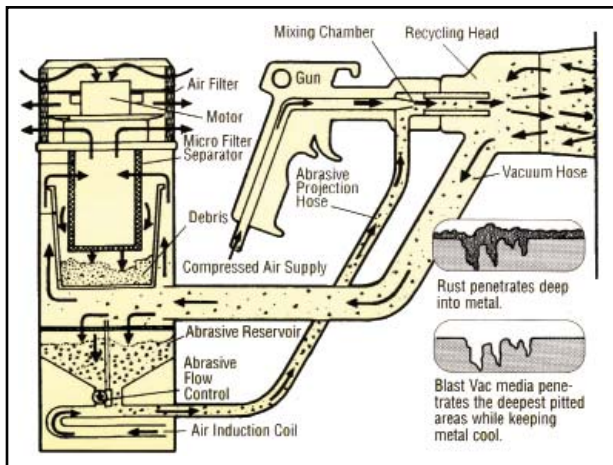 Mixing Chamber
Recycling Head
Gun
Air Filter
Motor
Micro Filter
Separator
Abrasive
Projection
Hose
Vacuum Hose
Debris
Compressed Air Supply
Rust penetrates deep
into metal.
Abrasive Reservoir
Abrasive
Flow
Control
Air Induction Coil
Blast Vac media pene-
trates the deepest pitted
areas while keeping
metal cool.